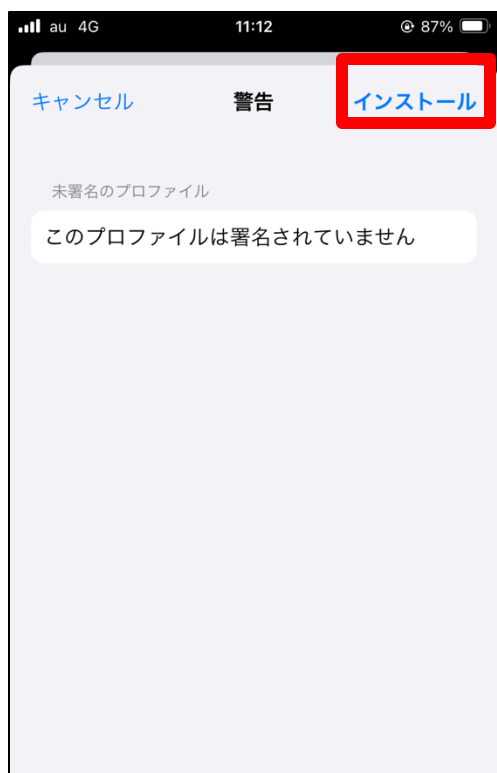 au 4G 11:12 87%
キャンセル 警告 インストール
未署名のプロファイル
このプロファイルは署名されていません